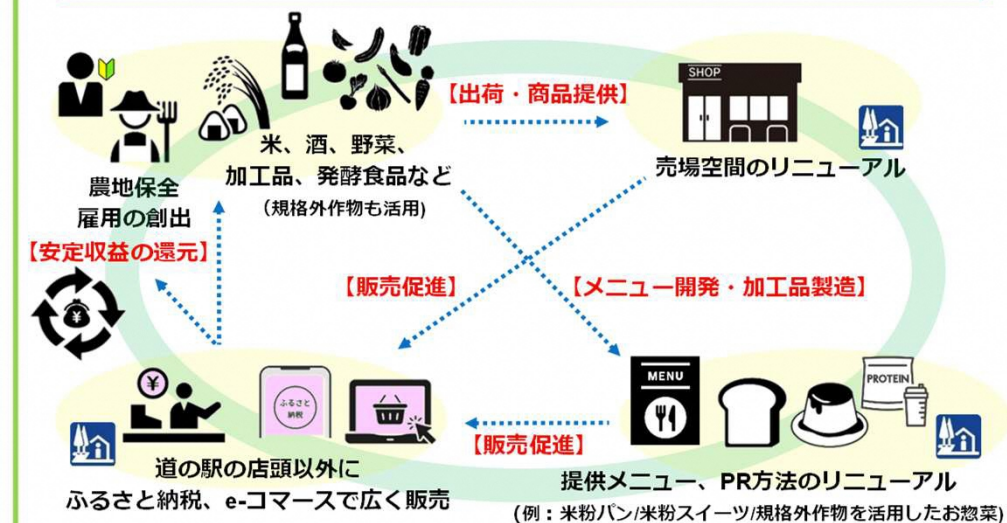 【出荷・商品提供】
SHOP
米、酒、野菜、
加工品、発酵食品など
（規格外作物も活用)
売場空間のリニューアル
農地保全
雇用の創出
【安定収益の還元】
¥
【販売促進】
【メニュー開発・加工品製造】
¥
ふるさと
納税
MENU
PROTEIN
【販売促進】
道の駅の店頭以外に
ふるさと納税、e-コマースで広く販売
提供メニュー、PR方法のリニューアル
(例：米粉パン/米粉スイーツ/規格外作物を活用したお惣菜)